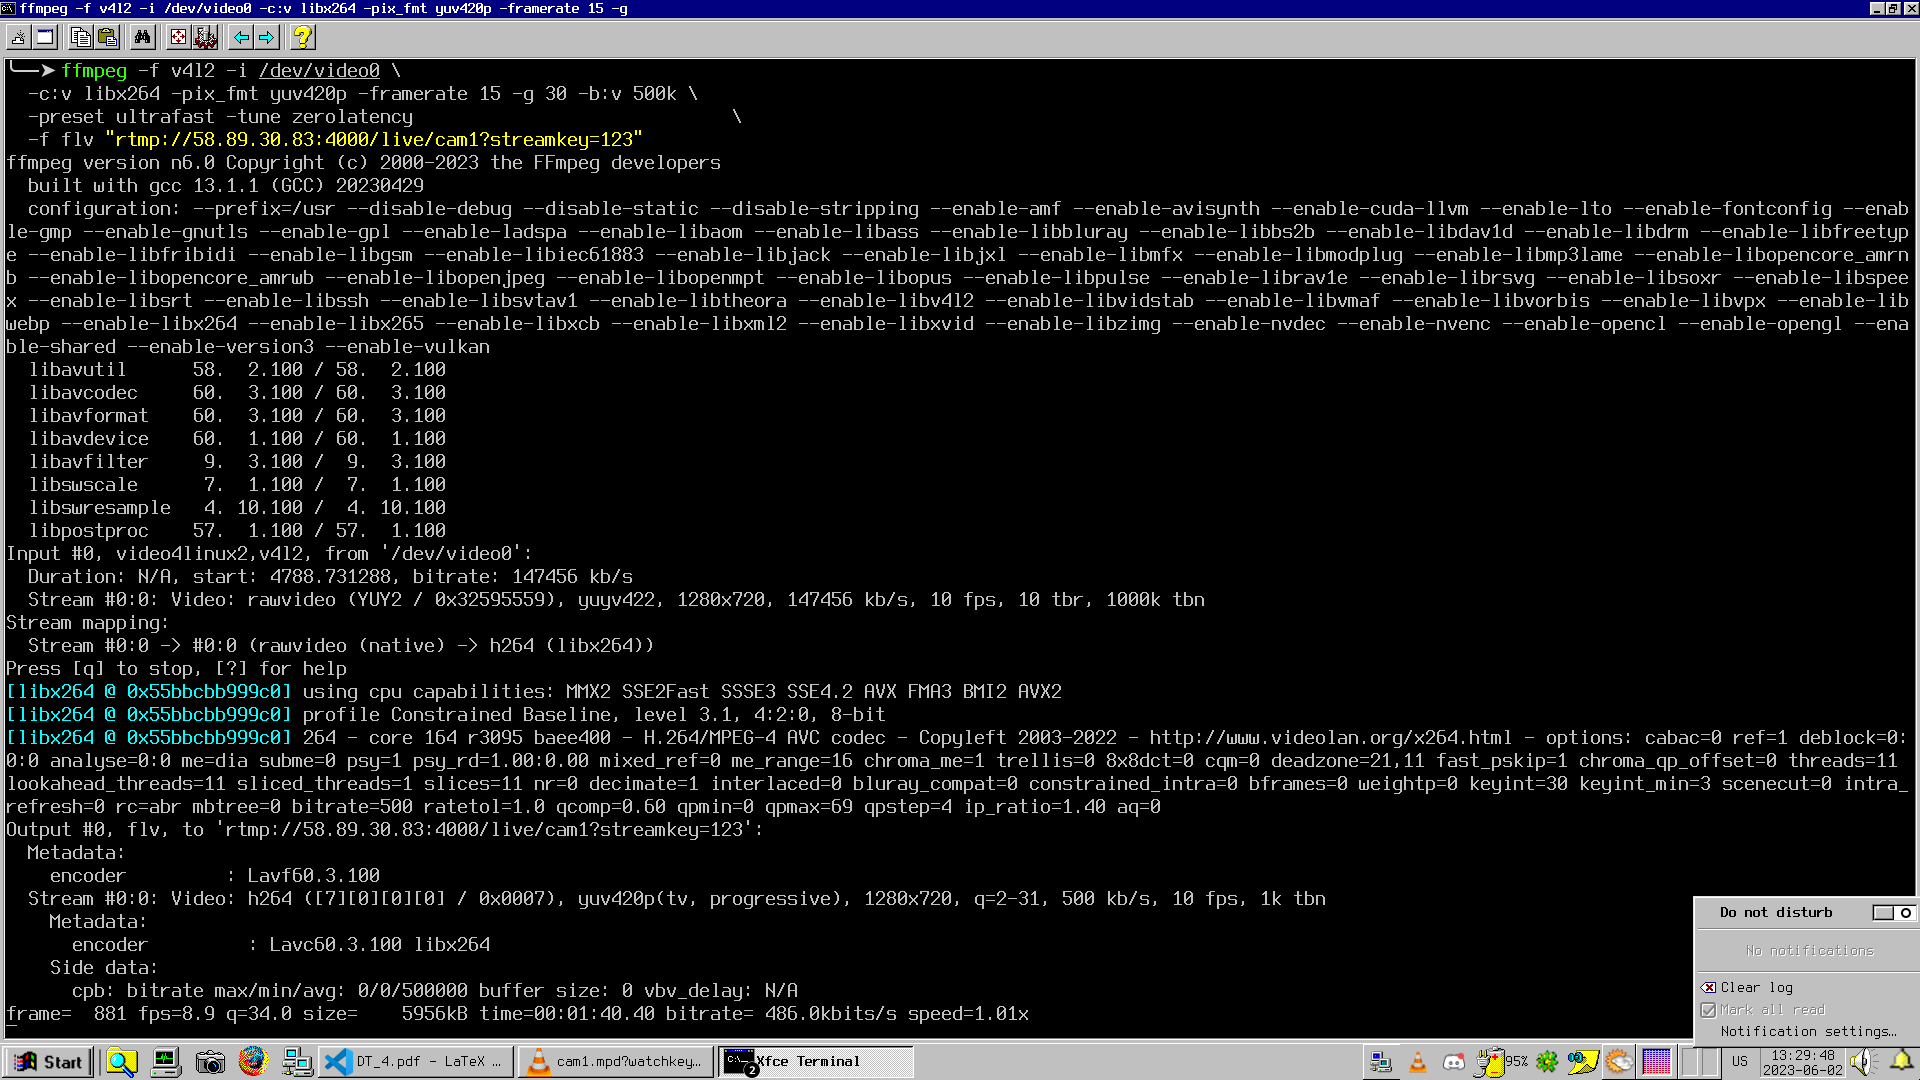 ffmpeg -f v4l2 -i /dev/video0 -c:v libx264 -pix_fmt yuv420p -framerate 15 -g
ffmpeg -f v4l2 -i /dev/video0 \
-c:v libx264 -pix_fmt yuv420p -framerate 15 -g 30 -b:v 500k \
-preset ultrafast -tune zerolatency \
-f flv "rtmp://58.89.30.83:4000/live/cam1?streamkey=123"
ffmpeg version n6.0 Copyright (c) 2000-2023 the FFmpeg developers
built with gcc 13.1.1 (GCC) 20230429
configuration: --prefix=/usr --disable-debug --disable-static --disable-stripping --enable-amf --enable-avisynth --enable-cuda-llvm --enable-lto --enable-fontconfig --enab
le-gmp --enable-gnutls --enable-gpl --enable-ladspa --enable-libaom --enable-libass --enable-libbluray --enable-libbs2b --enable-libdav1d --enable-libdrm --enable-libfreetyp
e --enable-libfribidi --enable-libgsm --enable-libiec61883 --enable-libjack --enable-libjxl --enable-libmfx --enable-libmodplug --enable-libmp3lame --enable-libopencore_amrn
b --enable-libopencore_amrwb --enable-libopenjpeg --enable-libopenmpt --enable-libopus --enable-libpulse --enable-librav1e --enable-librsvg --enable-libsoxr --enable-libspee
x --enable-libsrt --enable-libssh --enable-libsvtav1 --enable-libtheora --enable-libv4l2 --enable-libvidstab --enable-libvmaf --enable-libvorbis --enable-libvpx --enable-lib
webp --enable-libx264 --enable-libx265 --enable-libxcb --enable-libxml2 --enable-libxvid --enable-libzimg --enable-nvdec --enable-nvenc --enable-opencl --enable-opengl --ena
ble-shared --enable-version3 --enable-vulkan
libavutil      58.  2.100 / 58.  2.100
libavcodec     60.  3.100 / 60.  3.100
libavformat    60.  3.100 / 60.  3.100
libavdevice    60.  1.100 / 60.  1.100
libavfilter     9.  3.100 /  9.  3.100
libswscale      7.  1.100 /  7.  1.100
libswresample   4. 10.100 /  4. 10.100
libpostproc    57.  1.100 / 57.  1.100
Input #0, video4linux2,v4l2, from '/dev/video0':
Duration: N/A, start: 4788.731288, bitrate: 147456 kb/s
Stream #0:0: Video: rawvideo (YUY2 / 0x32595559), yuyv422, 1280x720, 147456 kb/s, 10 fps, 10 tbr, 1000k tbn
Stream mapping:
Stream #0:0 -> #0:0 (rawvideo (native) -> h264 (libx264))
Press [q] to stop, [?] for help
[libx264 @ 0x55bbcbb999c0] using cpu capabilities: MMX2 SSE2Fast SSSE3 SSE4.2 AVX FMA3 BMI2 AVX2
[libx264 @ 0x55bbcbb999c0] profile Constrained Baseline, level 3.1, 4:2:0, 8-bit
[libx264 @ 0x55bbcbb999c0] 264 - core 164 r3095 baee400 - H.264/MPEG-4 AVC codec - Copyleft 2003-2022 - http://www.videolan.org/x264.html - options: cabac=0 ref=1 deblock=0:
0:0 analyse=0:0 me=dia subme=0 psy=1 psy_rd=1.00:0.00 mixed_ref=0 me_range=16 chroma_me=1 trellis=0 8x8dct=0 cqm=0 deadzone=21,11 fast_pskip=1 chroma_qp_offset=0 threads=11
lookahead_threads=11 sliced_threads=1 slices=11 nr=0 decimate=1 interlaced=0 bluray_compat=0 constrained_intra=0 bframes=0 weightp=0 keyint=30 keyint_min=3 scenecut=0 intra_
refresh=0 rc=abr mbtree=0 bitrate=500 ratetol=1.0 qcomp=0.60 qpmin=0 qpmax=69 qpstep=4 ip_ratio=1.40 aq=0
Output #0, flv, to 'rtmp://58.89.30.83:4000/live/cam1?streamkey=123':
Metadata:
encoder         : Lavf60.3.100
Stream #0:0: Video: h264 ([7][0][0][0] / 0x0007), yuv420p(tv, progressive), 1280x720, q=2-31, 500 kb/s, 10 fps, 1k tbn
Metadata:
encoder         : Lavc60.3.100 libx264
Side data:
cpb: bitrate max/min/avg: 0/0/500000 buffer size: 0 vbv_delay: N/A
frame=  881 fps=8.9 q=34.0 size=    5956kB time=00:01:40.40 bitrate= 486.0kbits/s speed=1.01x
Do not disturb
No notifications
Clear log
Mark all read
Notification settings...
Start
DT_4.pdf - LaTeX ...
cam1.mpd?watchkey...
2
Xfce Terminal
95%
US
13:29:48
2023-06-02